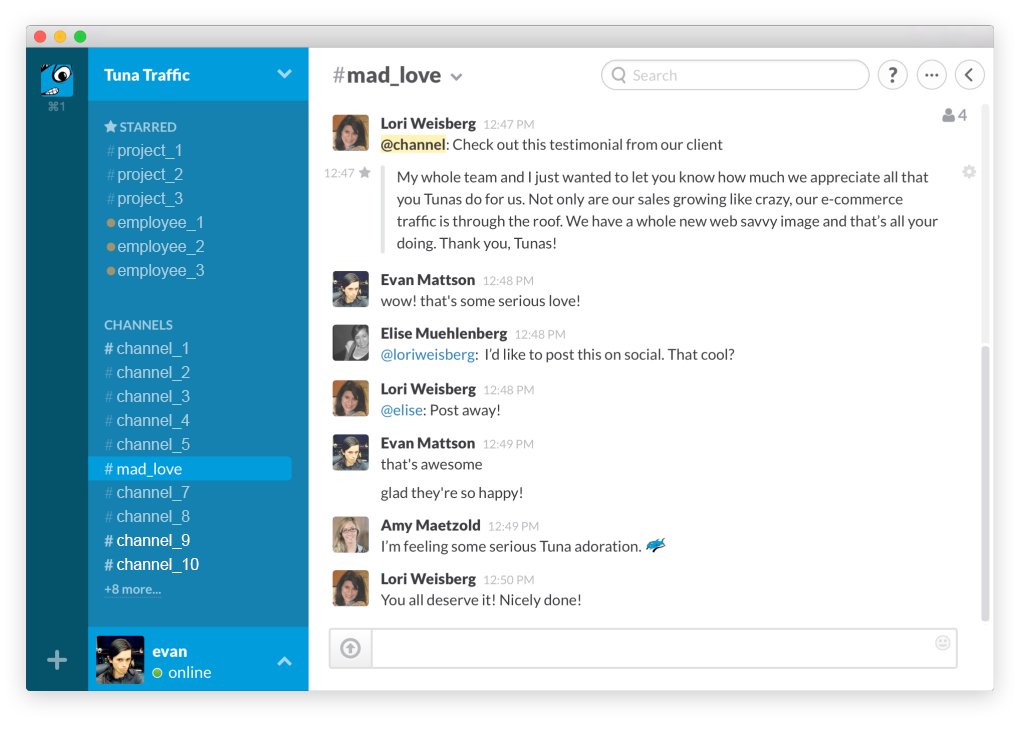 Tuna Traffic
⌘1
STARRED
#project_1
#project_2
#project_3
employee_1
employee_2
employee_3
CHANNELS
# channel_1
# channel_2
# channel_3
# channel_4
# channel_5
# mad_love
# channel_7
# channel_8
# channel_9
# channel_10
+8 more...
evan
online
#mad_love
Search
?
4
Lori Weisberg 12:47 PM
@channel: Check out this testimonial from our client
12:47
My whole team and I just wanted to let you know how much we appreciate all that
you Tunas do for us. Not only are our sales growing like crazy, our e-commerce
traffic is through the roof. We have a whole new web savvy image and that’s all your
doing. Thank you, Tunas!
Evan Mattson 12:48 PM
wow! that's some serious love!
Elise Muehlenberg 12:48 PM
@loriweisberg: I’d like to post this on social. That cool?
Lori Weisberg 12:48 PM
@elise: Post away!
Evan Mattson 12:49 PM
that's awesome
glad they're so happy!
Amy Maetzold 12:49 PM
I’m feeling some serious Tuna adoration.
Lori Weisberg 12:50 PM
You all deserve it! Nicely done!